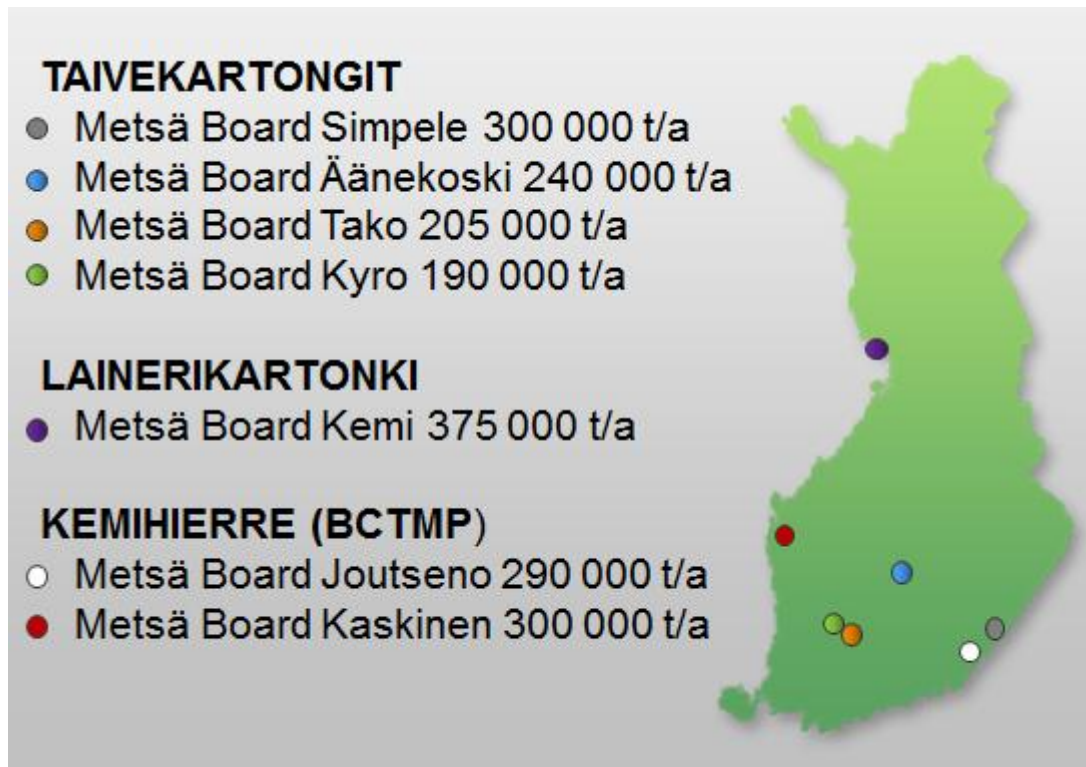 TAIVEKARTONGIT
Metsä Board Simpele 300 000 t/a
Metsä Board Äänekoski 240 000 t/a
Metsä Board Tako 205 000 t/a
Metsä Board Kyro 190 000 t/a
LAINERIKARTONKI
Metsä Board Kemi 375 000 t/a
KEMIHIERRE (BCTMP)
Metsä Board Joutseno 290 000 t/a
Metsä Board Kaskinen 300 000 t/a